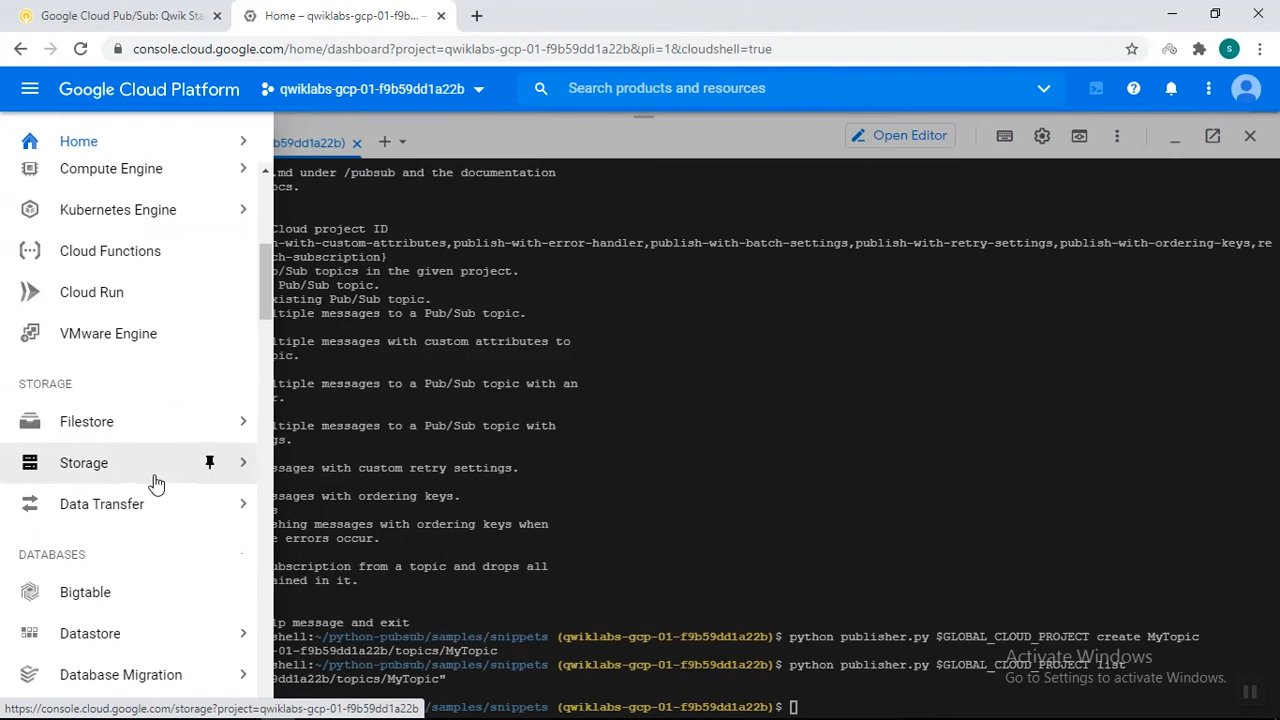 Google Cloud Pub/Sub: Qwik Sta
Home – qwiklabs-gcp-01-f9b...
console.cloud.google.com/home/dashboard?project=qwiklabs-gcp-01-f9b59dd1a22b&pli=1&cloudshell=true
S
Google Cloud Platform
qwiklabs-gcp-01-f9b59dd1a22b
Search products and resources
Home
b59dd1a22b)
Open Editor
Compute Engine
Kubernetes Engine
Cloud Functions
Cloud Run
VMware Engine
STORAGE
Filestore
Storage
Data Transfer
DATABASES
Bigtable
Datastore
Database Migration
.md under /pubsub and the documentation
ocs.
Cloud project ID
h-with-custom-attributes,publish-with-error-handler,publish-with-batch-settings,publish-with-retry-settings,publish-with-ordering-keys,re
ch-subscription}
b/Sub topics in the given project.
Pub/Sub topic.
xisting Pub/Sub topic.
ltiple messages to a Pub/Sub topic.
ltiple messages with custom attributes to
pic.
ltiple messages to a Pub/Sub topic with an
r.
ltiple messages to a Pub/Sub topic with
gs.
ssages with custom retry settings.
ssages with ordering keys.
s
shing messages with ordering keys when
e errors occur.
ubscription from a topic and drops all
ained in it.
lp message and exit
shell:~/python-pubsub/samples/snippets (qwiklabs-gcp-01-f9b59dd1a22b)$ python publisher.py $GLOBAL_CLOUD_PROJECT create MyTopic
-01-f9b59dd1a22b/topics/MyTopic
shell:~/python-pubsub/samples/snippets (qwiklabs-gcp-01-f9b59dd1a22b)$ python publisher.py $GLOBAL_CLOUD_PROJECT list
9dd1a22b/topics/MyTopic"
shell:~/python-pubsub/samples/snippets (qwiklabs-gcp-01-f9b59dd1a22b)$
Activate Windows
Go to Settings to activate Windows.
https://console.cloud.google.com/storage?project=qwiklabs-gcp-01-f9b59dd1a22b